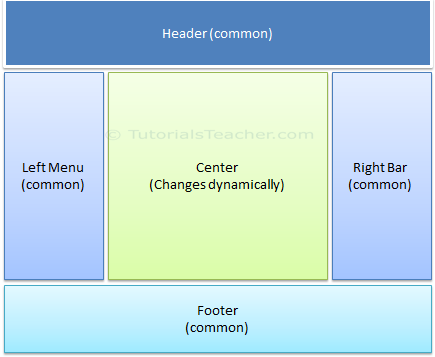 Header (common)
© TutorialsTeacher.com
Left Menu
(common)
Center
(Changes dynamically)
Right Bar
(common)
Footer
(common)